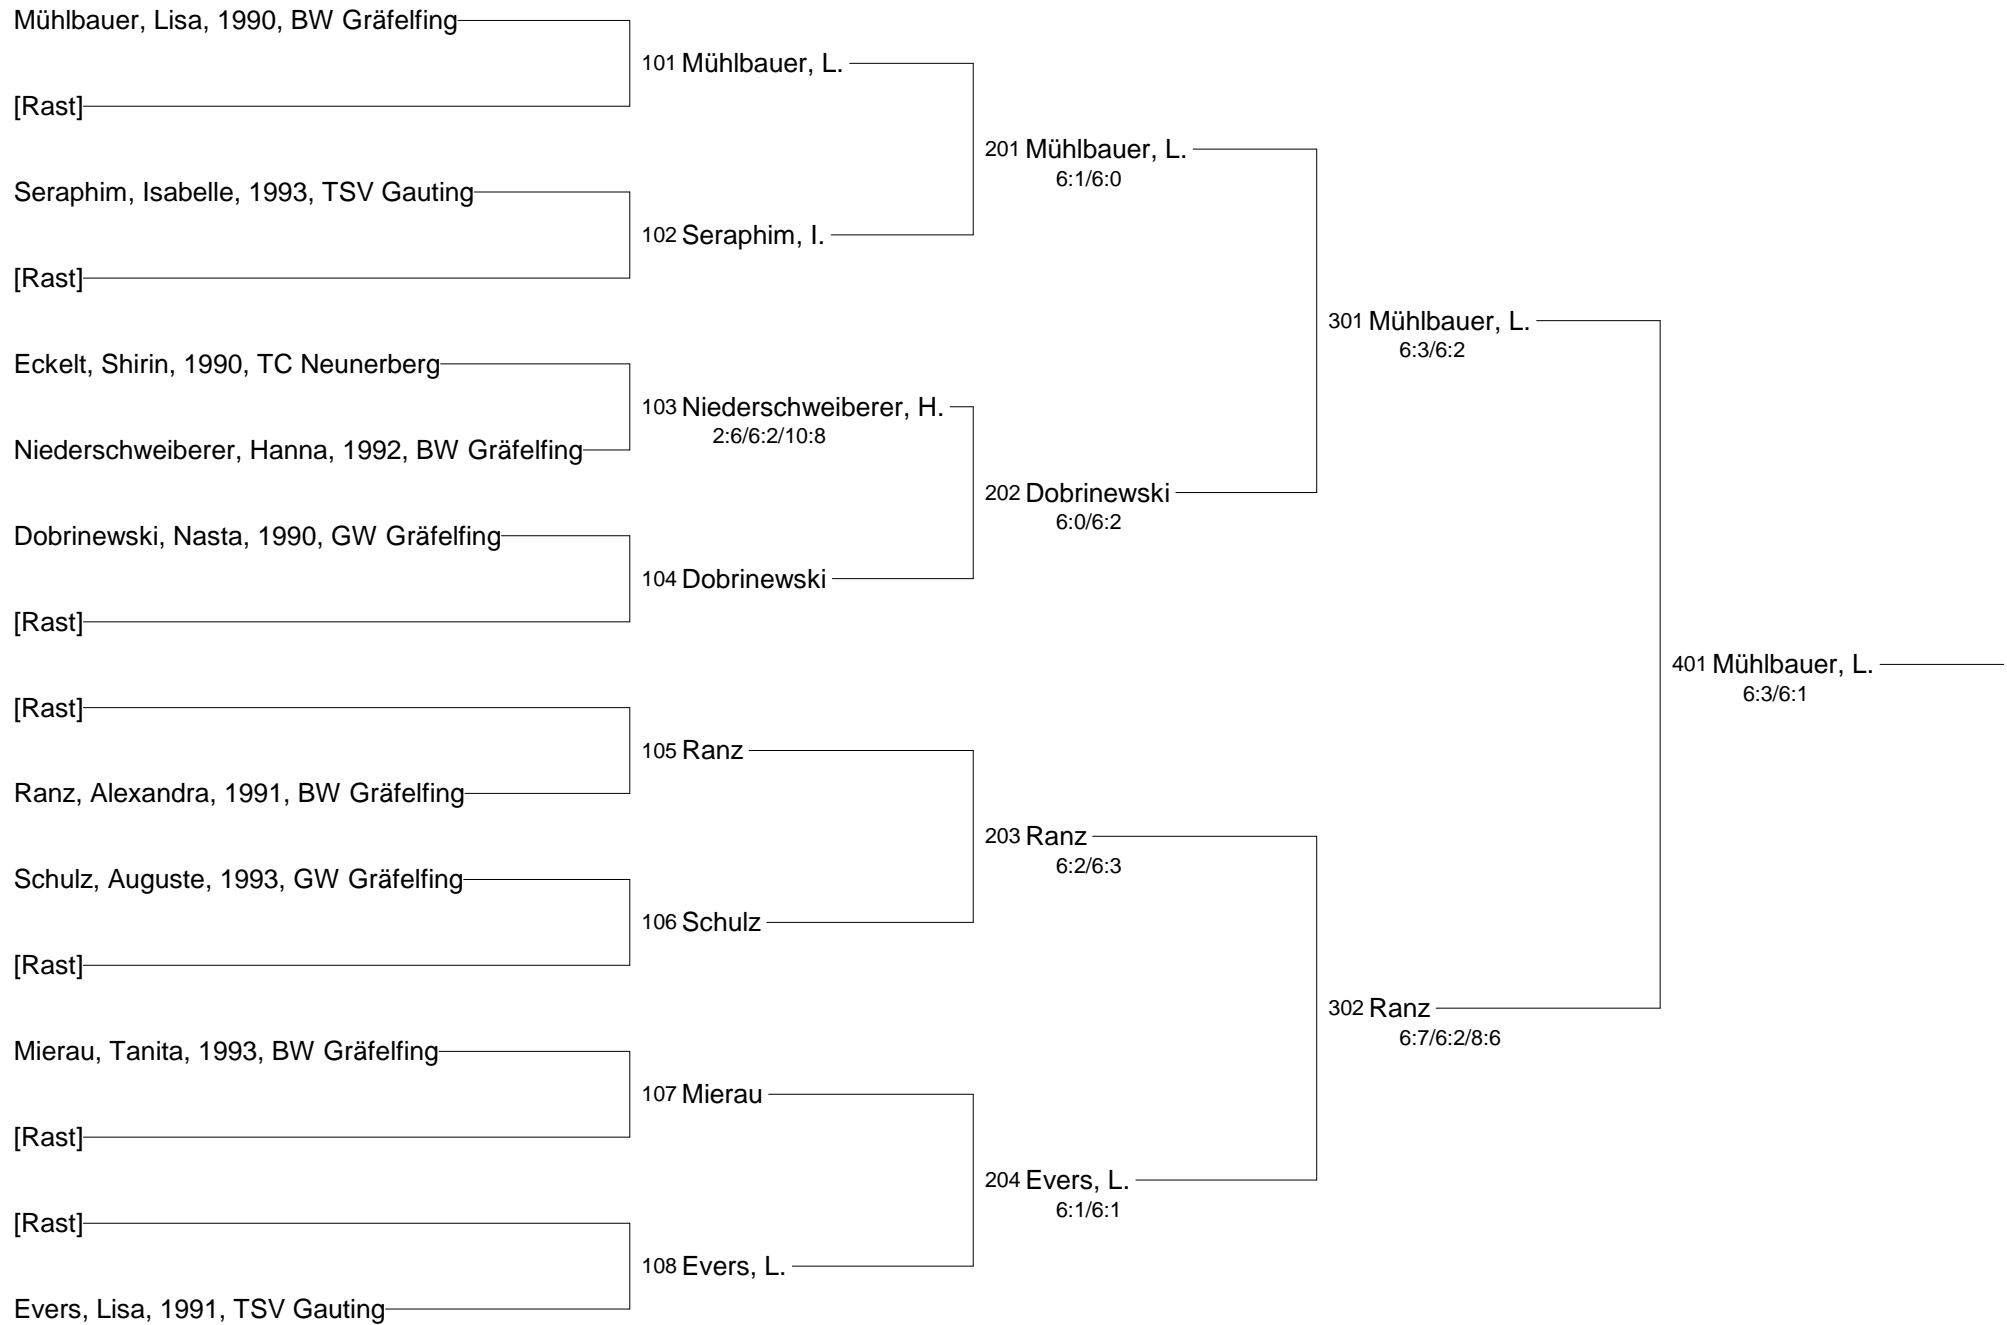 Mühlbauer, Lisa, 1990, BW Gräfelfing
[Rast]
Seraphim, Isabelle, 1993, TSV Gauting
[Rast]
Eckelt, Shirin, 1990, TC Neunerberg
Niederschweiberer, Hanna, 1992, BW Gräfelfing
Dobrinewski, Nasta, 1990, GW Gräfelfing
[Rast]
[Rast]
Ranz, Alexandra, 1991, BW Gräfelfing
Schulz, Auguste, 1993, GW Gräfelfing
[Rast]
Mierau, Tanita, 1993, BW Gräfelfing
[Rast]
[Rast]
Evers, Lisa, 1991, TSV Gauting
101 Mühlbauer, L.
102 Seraphim, I.
103 Niederschweiberer, H.
2:6/6:2/10:8
104 Dobrinewski
105 Ranz
106 Schulz
107 Mierau
108 Evers, L.
201 Mühlbauer, L.
6:1/6:0
202 Dobrinewski
6:0/6:2
203 Ranz
6:2/6:3
204 Evers, L.
6:1/6:1
301 Mühlbauer, L.
6:3/6:2
302 Ranz
6:7/6:2/8:6
401 Mühlbauer, L.
6:3/6:1